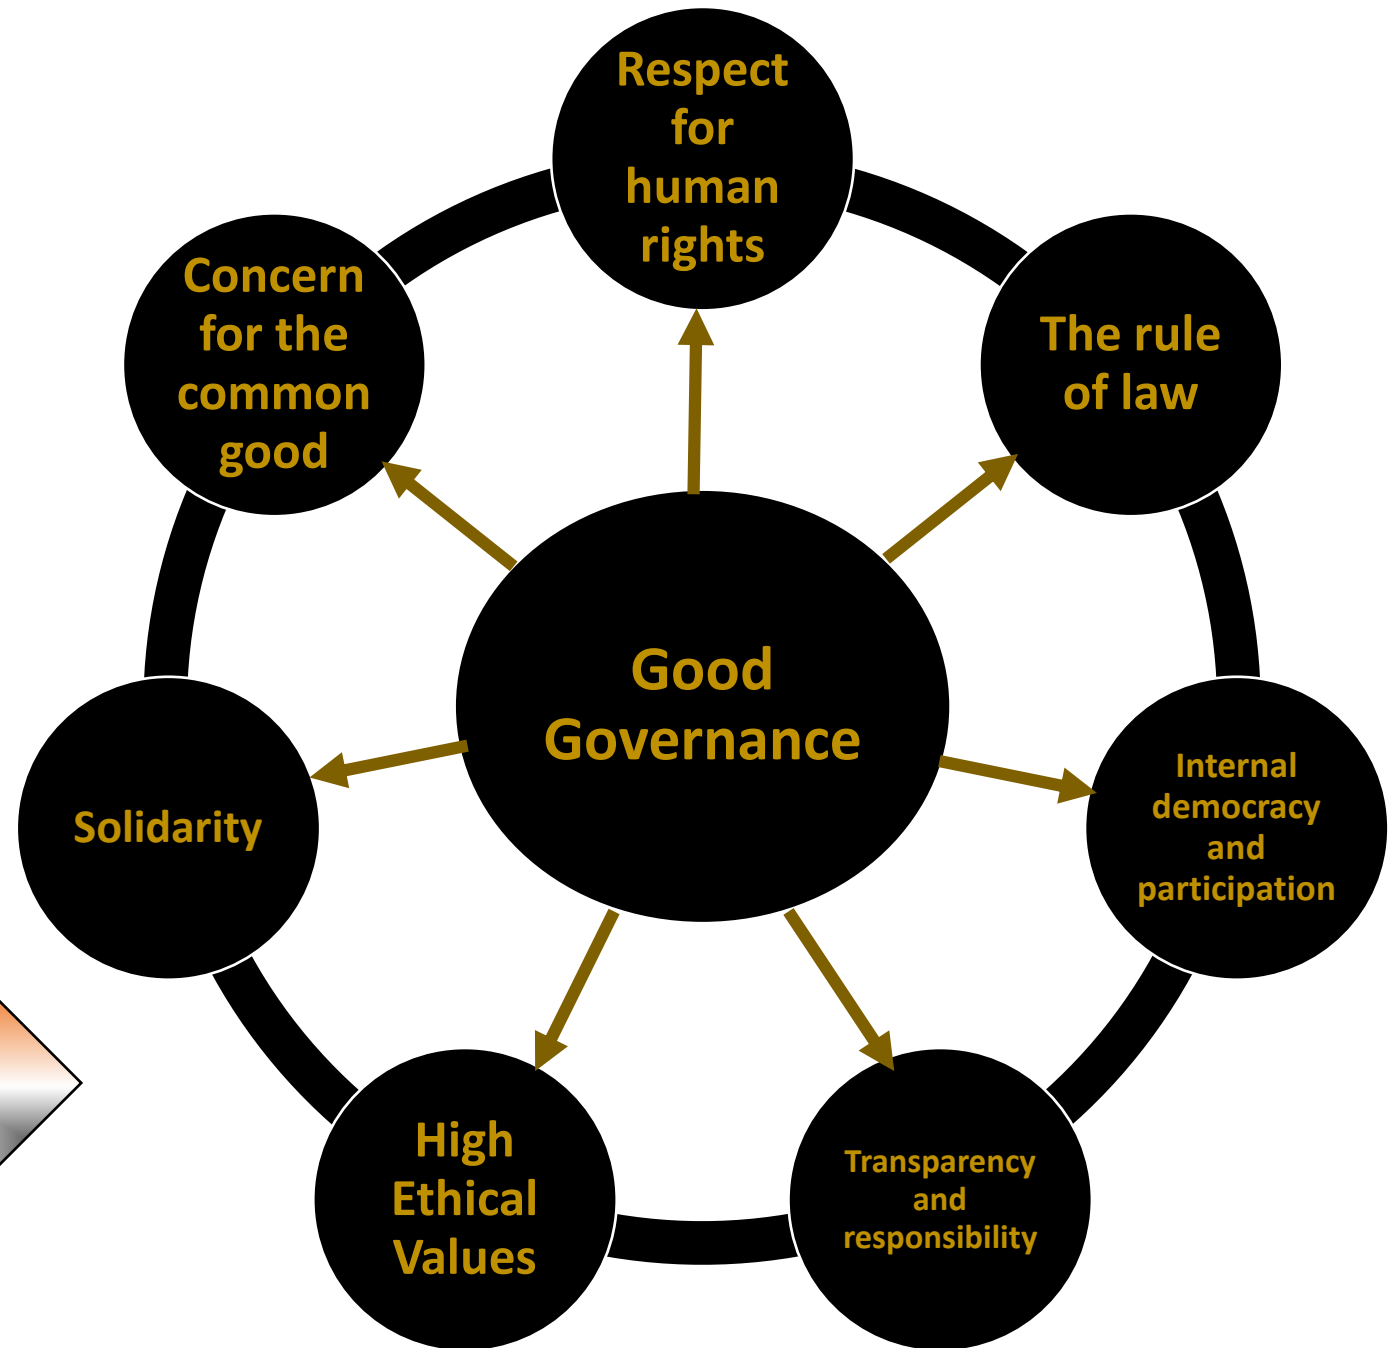 Respect
for
human
rights
The rule
of law
Internal
democracy
and
participation
Transparency
and
responsibility
High
Ethical
Values
Solidarity
Concern
for the
common
good
Good
Governance